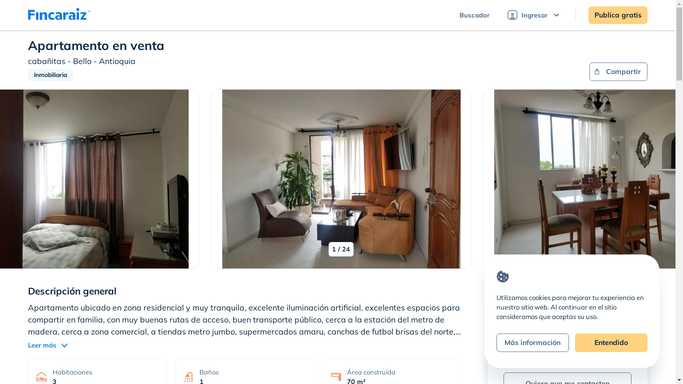 Fincaraiz
Buscador
Ingresar
Publica gratis
Apartamento en venta
cabañitas - Bello - Antioquia
Inmobiliaria
Compartir
1 / 24
Descripción general
Apartamento ubicado en zona residencial y muy tranquila, excelente iluminación artificial, excelentes espacios para
compartir en familia, con muy buenas rutas de acceso, buen transporte público, cerca a la estación del metro de
madera, cerca a zona comercial, a tiendas metro jumbo, supermercados amaru, conchas de futbol brisas del norte,...
Leer más
Habitaciones
3
Baños
1
Área construida
70 m²
Utilizamos cookies para mejorar tu experiencia en
nuestro sitio web. Al continuar en el sitio
consideramos que aceptas su uso.
Más información
Entendido
Quiero que me contacten